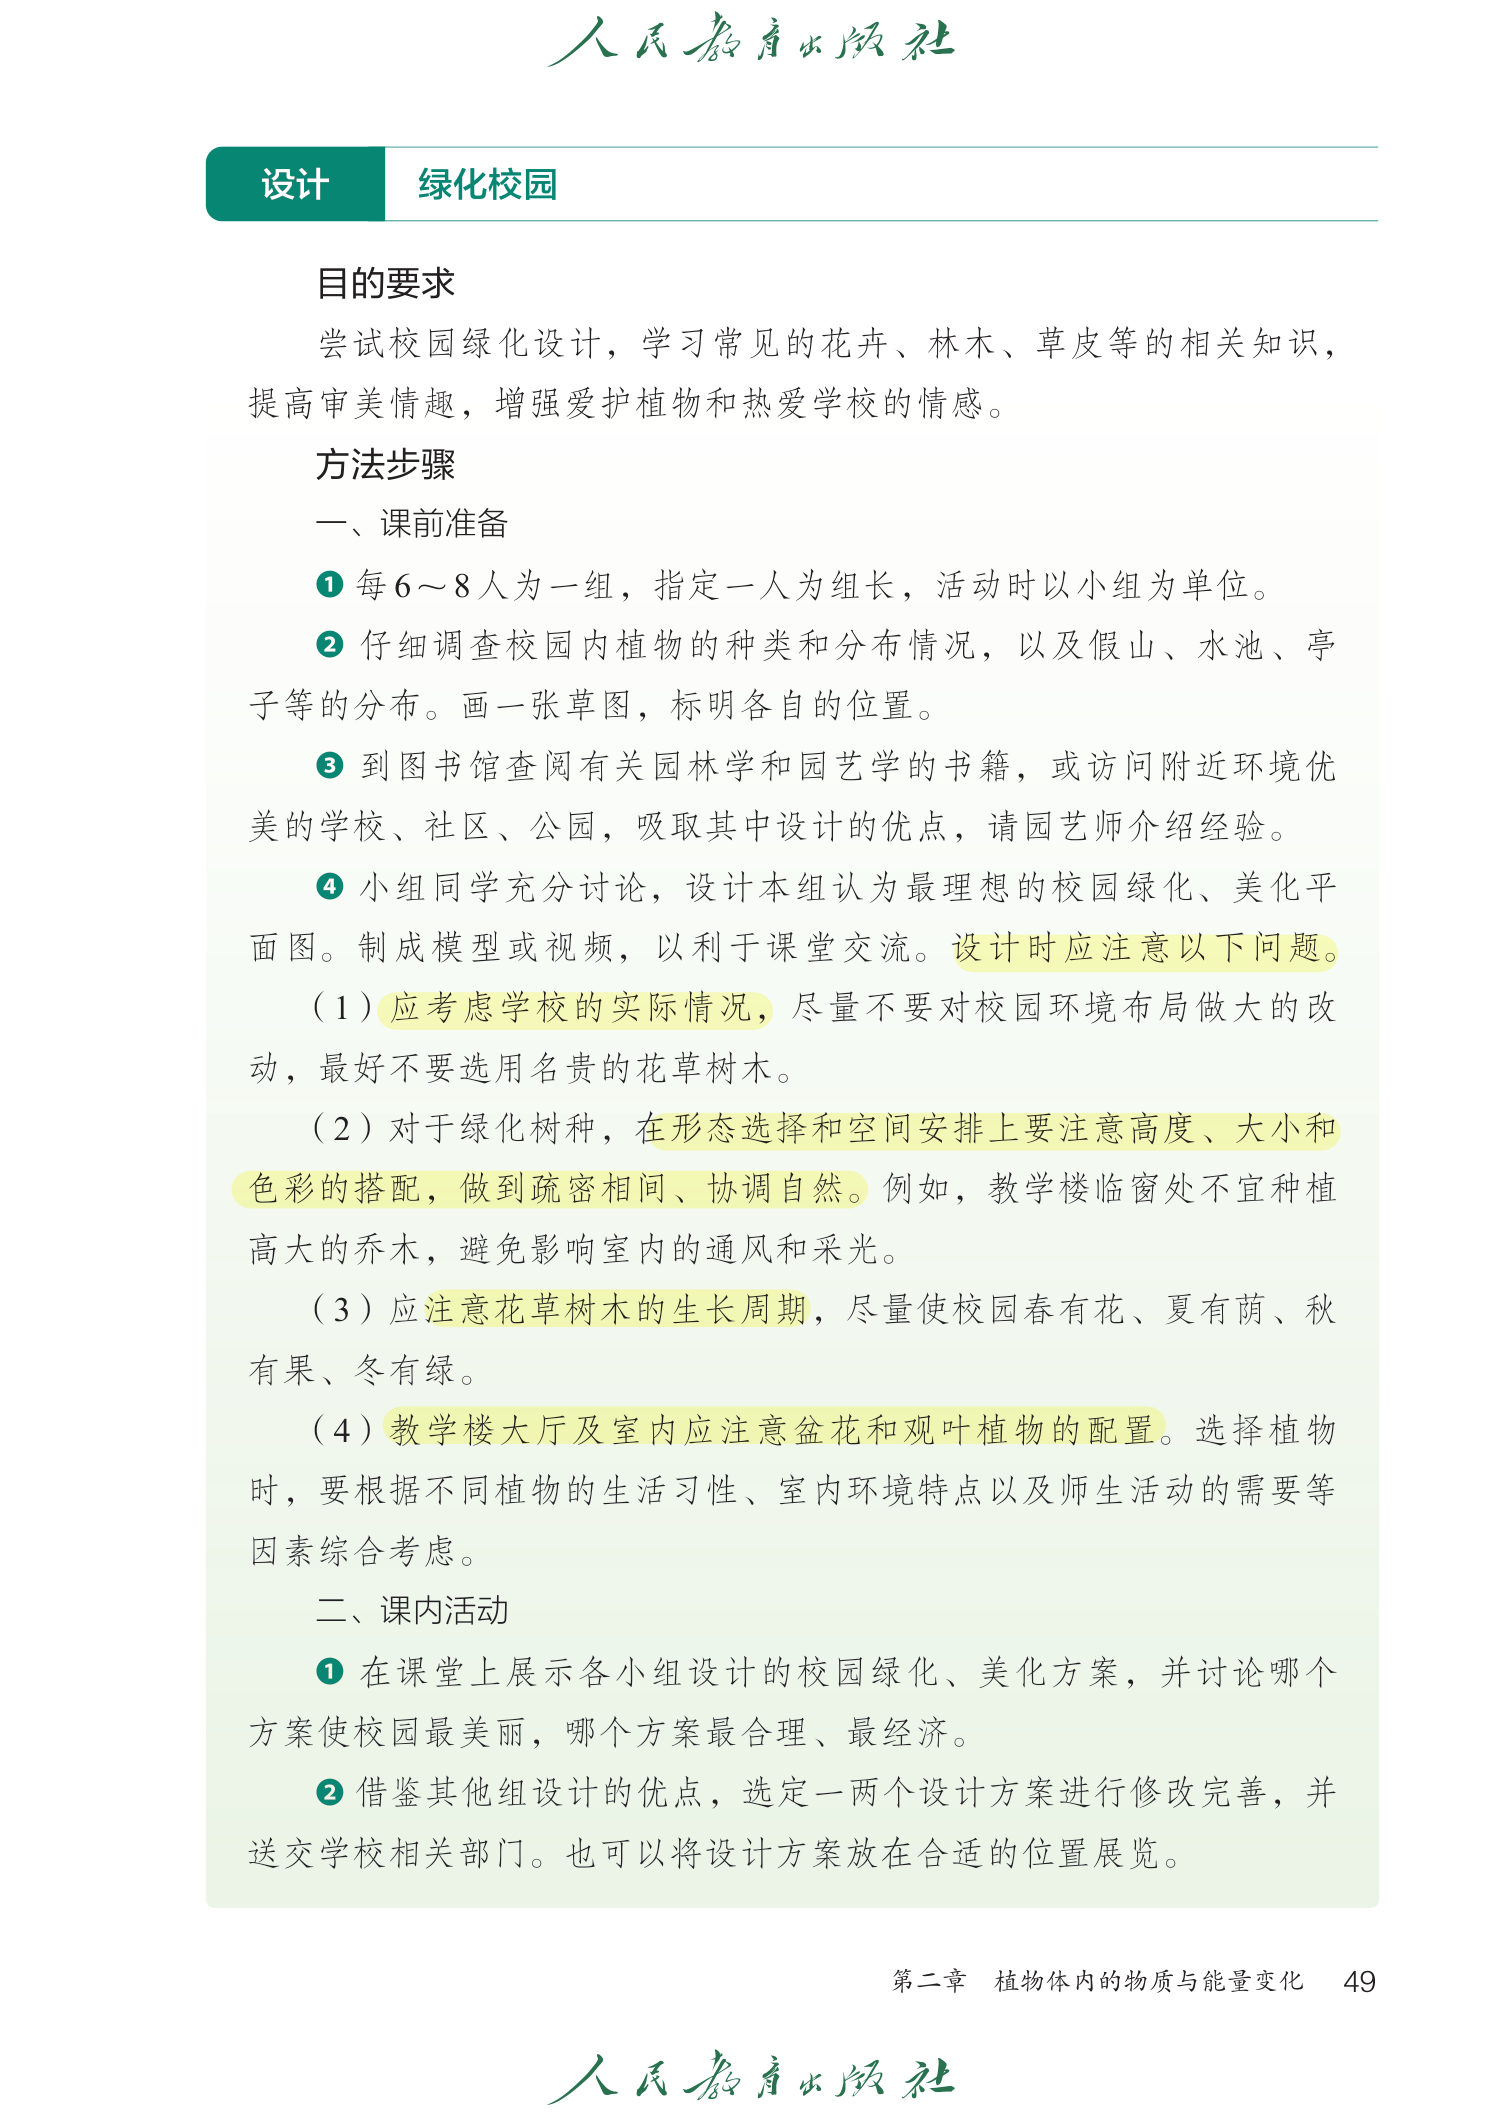 人民教育出版社
设计 绿化校园
目的要求
尝试校园绿化设计，学习常见的花卉、林木、草皮等的相关知识，
提高审美情趣，增强爱护植物和热爱学校的情感。
方法步骤
一、课前准备
❶ 每6～8人为一组，指定一人为组长，活动时以小组为单位。
❷ 仔细调查校园内植物的种类和分布情况，以及假山、水池、亭
子等的分布。画一张草图，标明各自的位置。
❸ 到图书馆查阅有关园林学和园艺学的书籍，或访问附近环境优
美的学校、社区、公园，吸取其中设计的优点，请园艺师介绍经验。
❹ 小组同学充分讨论，设计本组认为最理想的校园绿化、美化平
面图。制成模型或视频，以利于课堂交流。设计时应注意以下问题。
（1）应考虑学校的实际情况，尽量不要对校园环境布局做大的改
动，最好不要选用名贵的花草树木。
（2）对于绿化树种，在形态选择和空间安排上要注意高度、大小和
色彩的搭配，做到疏密相间、协调自然。例如，教学楼临窗处不宜种植
高大的乔木，避免影响室内的通风和采光。
（3）应注意花草树木的生长周期，尽量使校园春有花、夏有荫、秋
有果、冬有绿。
（4）教学楼大厅及室内应注意盆花和观叶植物的配置。选择植物
时，要根据不同植物的生活习性、室内环境特点以及师生活动的需要等
因素综合考虑。
二、课内活动
❶ 在课堂上展示各小组设计的校园绿化、美化方案，并讨论哪个
方案使校园最美丽，哪个方案最合理、最经济。
❷ 借鉴其他组设计的优点，选定一两个设计方案进行修改完善，并
送交学校相关部门。也可以将设计方案放在合适的位置展览。
第二章 植物体内的物质与能量变化 49
人民教育出版社